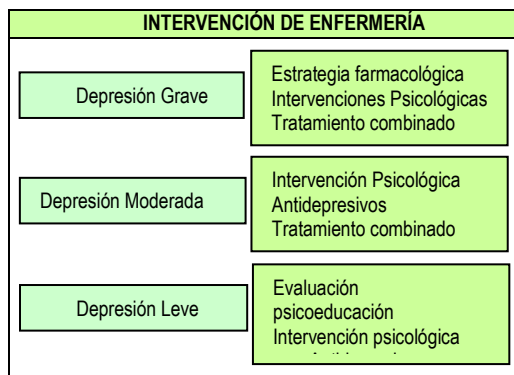 INTERVENCIÓN DE ENFERMERÍA
Depresión Grave
Estrategia farmacológica
Intervenciones Psicológicas
Tratamiento combinado
Depresión Moderada
Intervención Psicológica
Antidepresivos
Tratamiento combinado
Depresión Leve
Evaluación
psicoeducación
Intervención psicológica